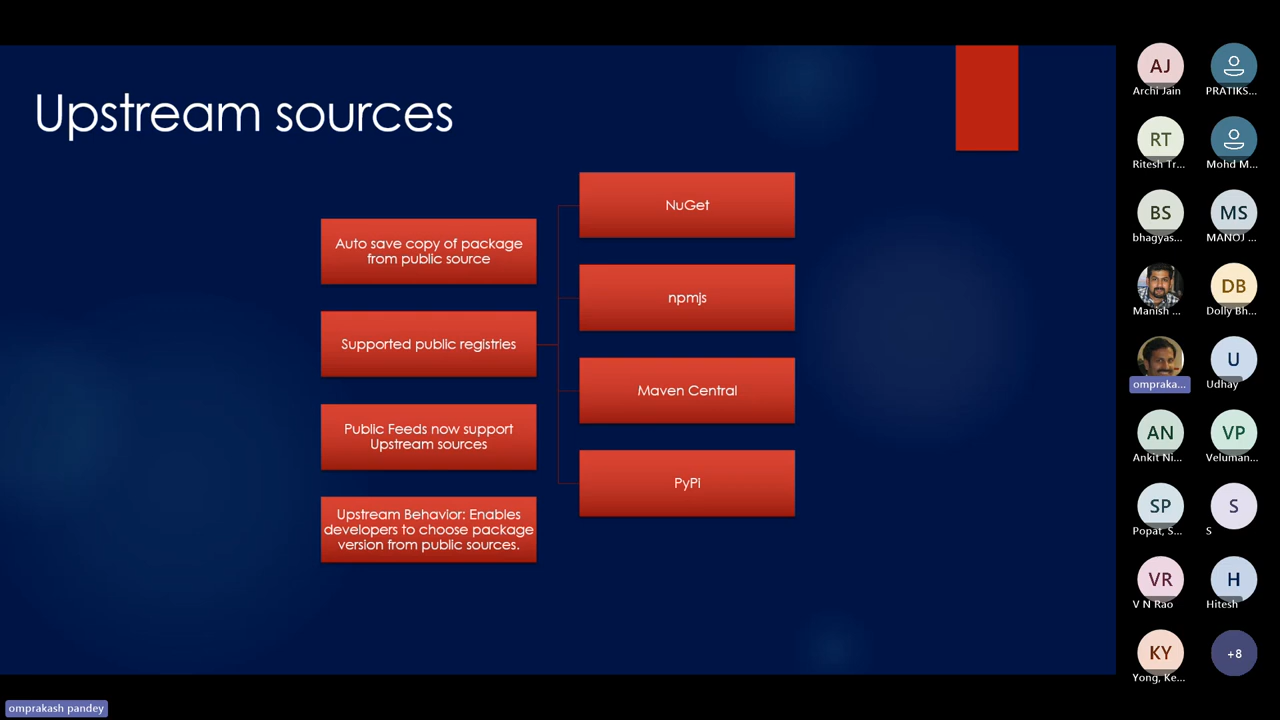 Upstream sources
Auto save copy of package
from public source
Supported public registries
Public Feeds now support
Upstream sources
Upstream Behavior: Enables
developers to choose package
version from public sources.
NuGet
npmjs
Maven Central
PyPI
AJ
Archi Jain
PRATIKS...
RT
Ritesh Tr...
Mohd M...
BS
bhagyas...
MS
MANOJ ...
Manish ...
DB
Dolly Bh...
ompraka...
U
Udhay
AN
Ankit Ni...
VP
Veluman...
SP
Popat, S...
S
S
VR
V N Rao
H
Hitesh
KY
Yong, Ke...
+8
omprakash pandey